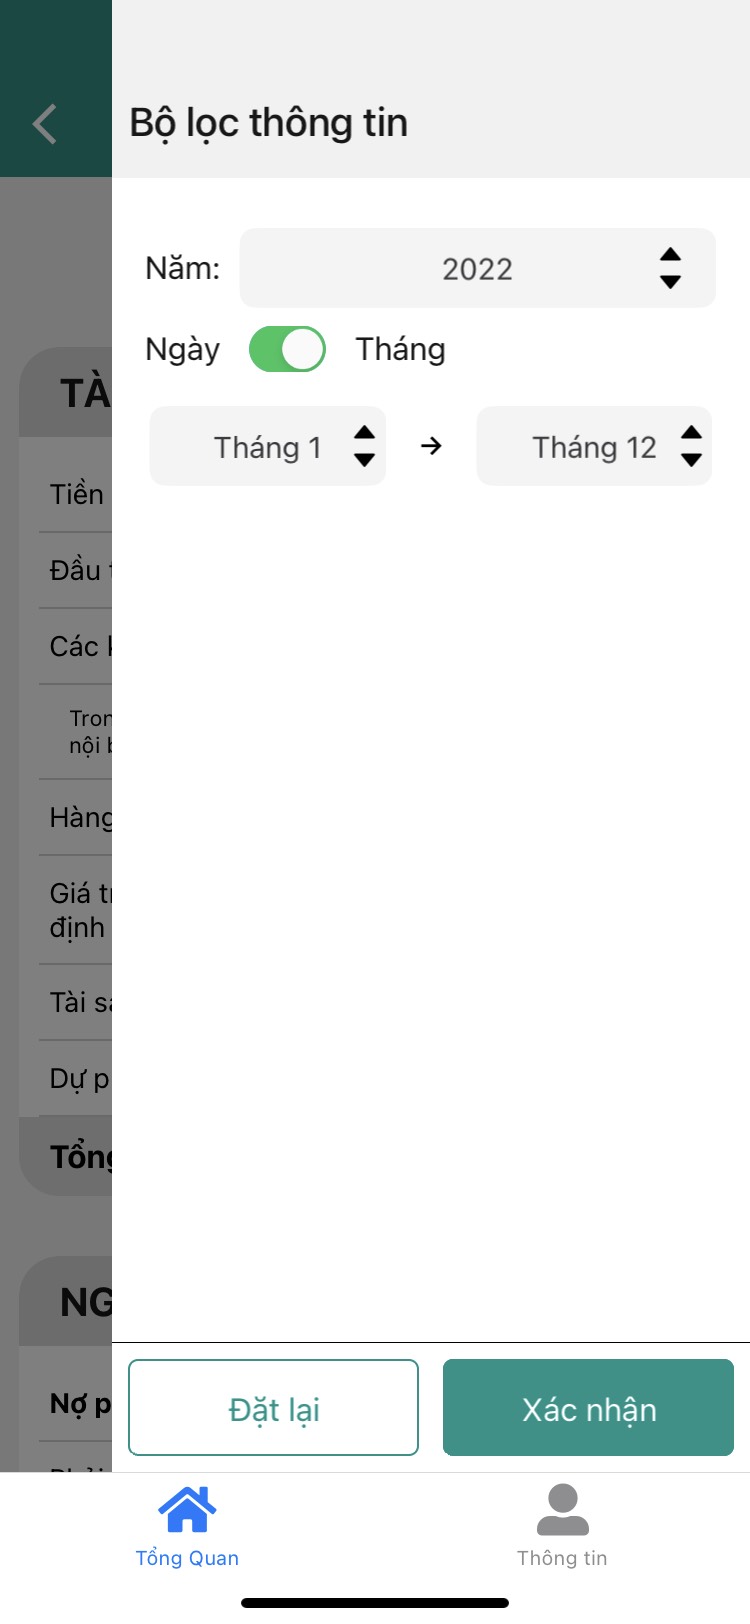 Bộ lọc thông tin
Năm: 2022
Ngày Tháng
Tháng 1 → Tháng 12
TÀ
Tiền
Đầu
Các
Tron
nội
Hàng
Giá
định
Tài
Dự p
Tổng
NG
Nợ p
Đặt lại
Xác nhận
Tổng Quan
Thông tin